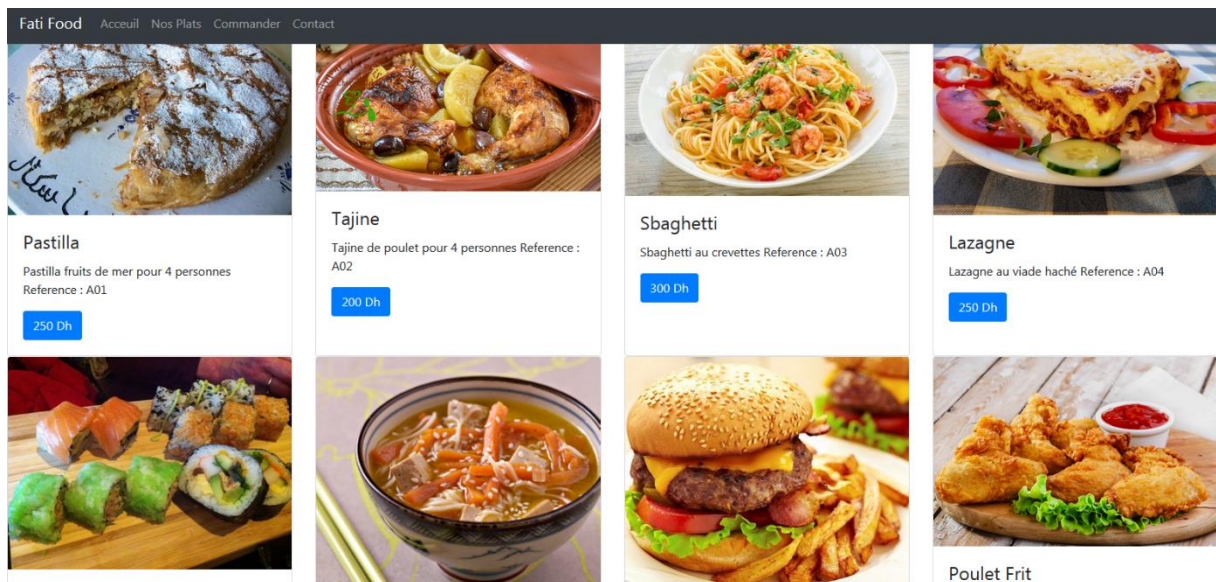 Fati Food Acceuil Nos Plats Commander Contact
Pastilla
Pastilla fruits de mer pour 4 personnes
Reference : A01
250 Dh
Tajine
Tajine de poulet pour 4 personnes Reference :
A02
200 Dh
Sbaghetti
Sbaghetti au crevettes Reference : A03
300 Dh
Lazagne
Lazagne au viade haché Reference : A04
250 Dh
Poulet Frit